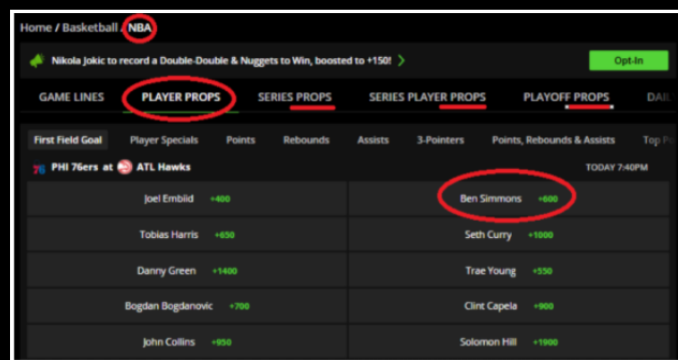 Home / Basketball / NBA
Nikola Jokic to record a Double-Double & Nuggets to Win, boosted to +150!
Opt-In
GAME LINES PLAYER PROPS SERIES PROPS SERIES PLAYER PROPS PLAYOFF PROPS
First Field Goal Player Specials Points Rebounds Assists 3-Pointers Points, Rebounds & Assists Top
PHI 76ers at ATL Hawks TODAY 7:40PM
Joel Embiid +400 Ben Simmons +600
Tobias Harris +650 Seth Curry +1000
Danny Green +1400 Trae Young +550
Bogdan Bogdanovic +700 Clint Capela +900
John Collins +950 Solomon Hill +1900